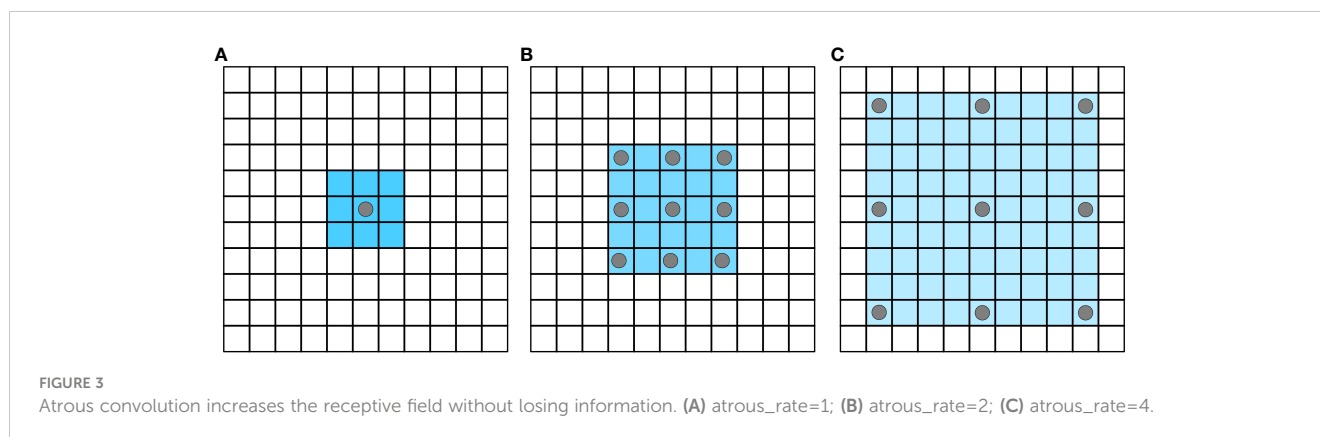 A B C
FIGURE 3
Atrous convolution increases the receptive field without losing information. (A) atrous_rate=1; (B) atrous_rate=2; (C) atrous_rate=4.